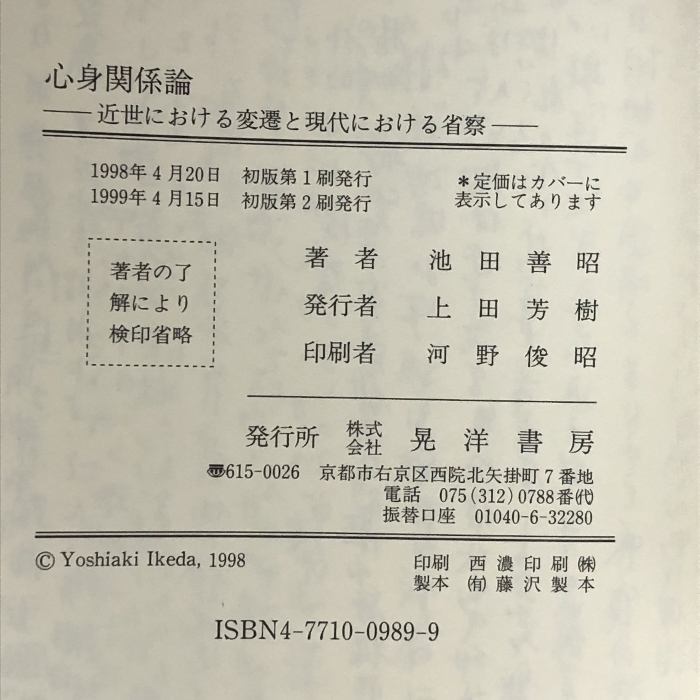 心身関係論
――近世における変遷と現代における省察――
1998年4月20日 初版第1刷発行
1999年4月15日 初版第2刷発行
*定価はカバーに
表示してあります
著者の了
解により
検印省略
著者 池田善昭
発行者 上田芳樹
印刷者 河野俊昭
発行所 株式会社 晃洋書房
〠615-0026 京都市右京区西院北矢掛町7番地
電話 075(312)0788番(代)
振替口座 01040-6-32280
© Yoshiaki Ikeda, 1998
印刷 西濃印刷㈱
製本 ㈲藤沢製本
ISBN4-7710-0989-9